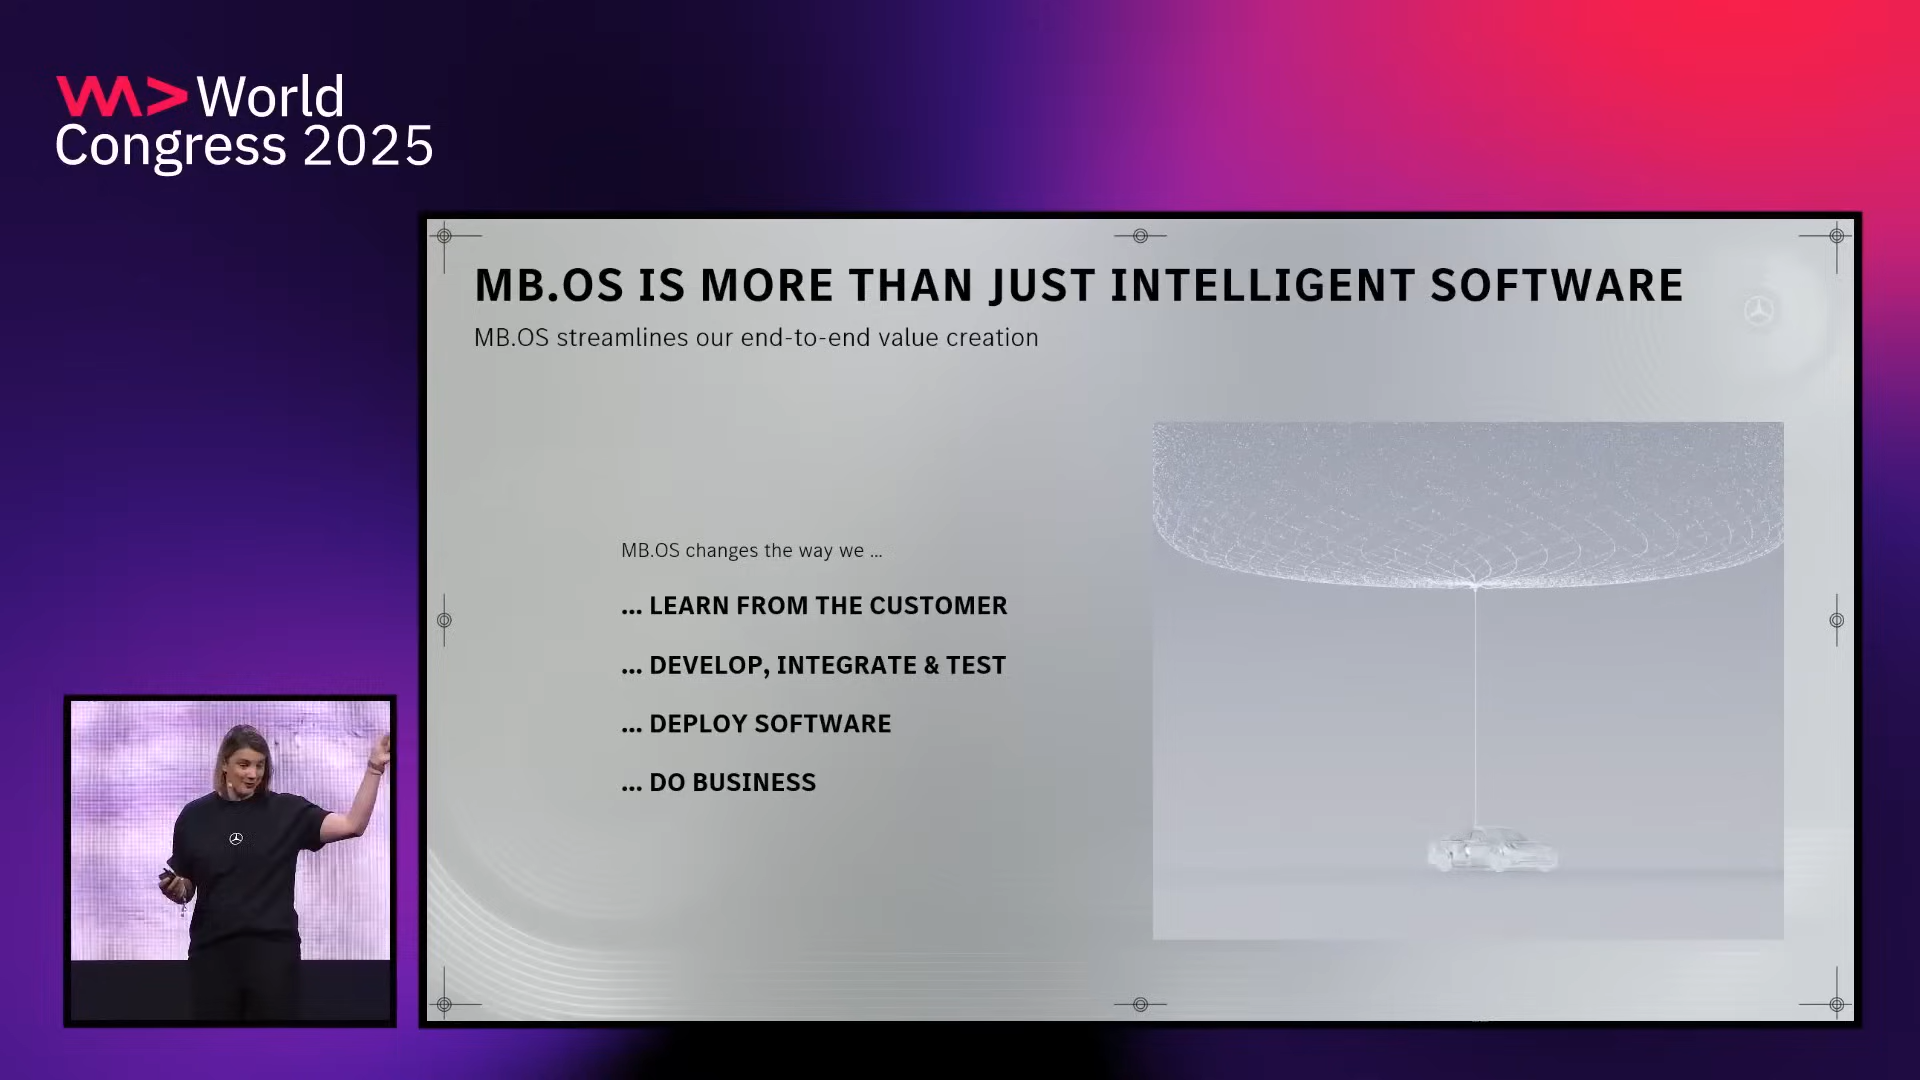 World
Congress 2025
MB.OS IS MORE THAN JUST INTELLIGENT SOFTWARE
MB.OS streamlines our end-to-end value creation
MB.OS changes the way we ...
... LEARN FROM THE CUSTOMER
... DEVELOP, INTEGRATE & TEST
... DEPLOY SOFTWARE
... DO BUSINESS